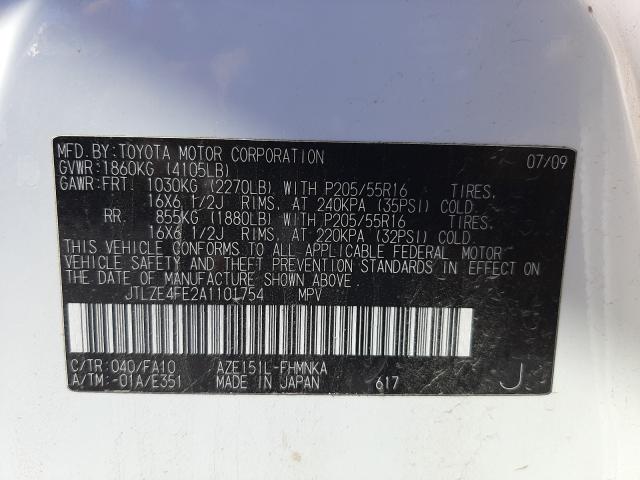 MFD.BY:TOYOTA MOTOR CORPORATION 07/09
GVWR:1860KG (4105LB)
GAWR:FRT. 1030KG (2270LB) WITH P205/55R16 TIRES,
16X6 1/2J RIMS, AT 240KPA (35PSI) COLD.
RR. 855KG (1880LB) WITH P205/55R16 TIRES,
16X6 1/2J RIMS, AT 220KPA (32PSI) COLD.
THIS VEHICLE CONFORMS TO ALL APPLICABLE FEDERAL MOTOR
VEHICLE SAFETY AND THEFT PREVENTION STANDARDS IN EFFECT ON
THE DATE OF MANUFACTURE SHOWN ABOVE.
JTLZE4FE2A1101754 MPV
C/TR:040/FA10 AZE151L-FHMNKA
A/TM:-01A/E351 MADE IN JAPAN 617 J